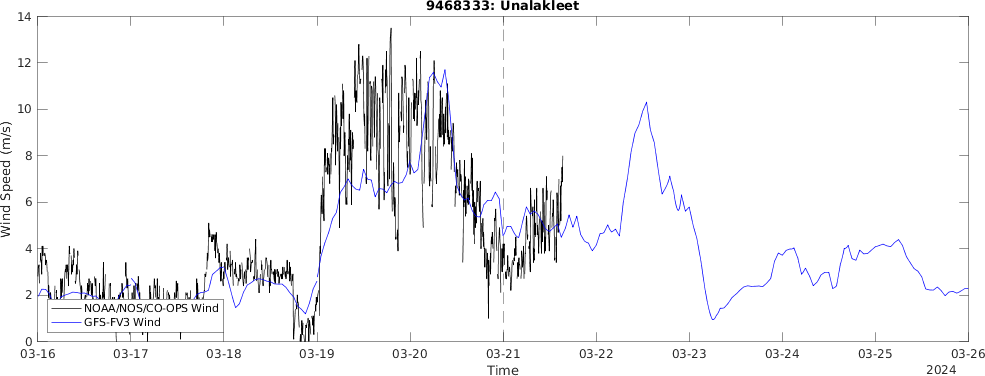 9468333: Unalakleet
14
12
10
8
6
4
2
0
Wind Speed (m/s)
NOAA/NOS/CO-OPS Wind
GFS-FV3 Wind
03-16 03-17 03-18 03-19 03-20 03-21 03-22 03-23 03-24 03-25 03-26
Time
2024